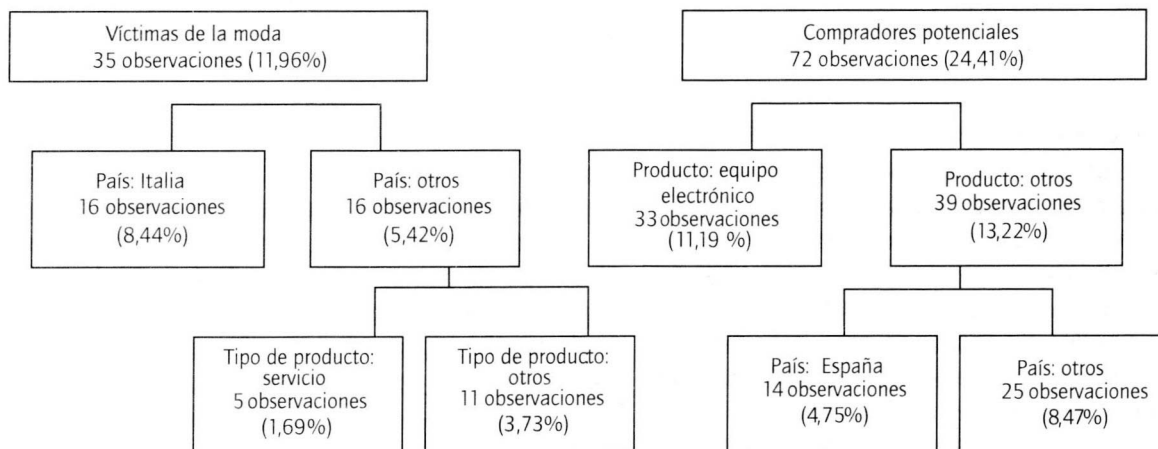 Víctimas de la moda
35 observaciones (11,96%)
Compradores potenciales
72 observaciones (24,41%)
País: Italia
16 observaciones
(8,44%)
País: otros
16 observaciones
(5,42%)
Producto: equipo
electrónico
33 observaciones
(11,19 %)
Producto: otros
39 observaciones
(13,22%)
Tipo de producto:
servicio
5 observaciones
(1,69%)
Tipo de producto:
otros
11 observaciones
(3,73%)
País: España
14 observaciones
(4,75%)
País: otros
25 observaciones
(8,47%)